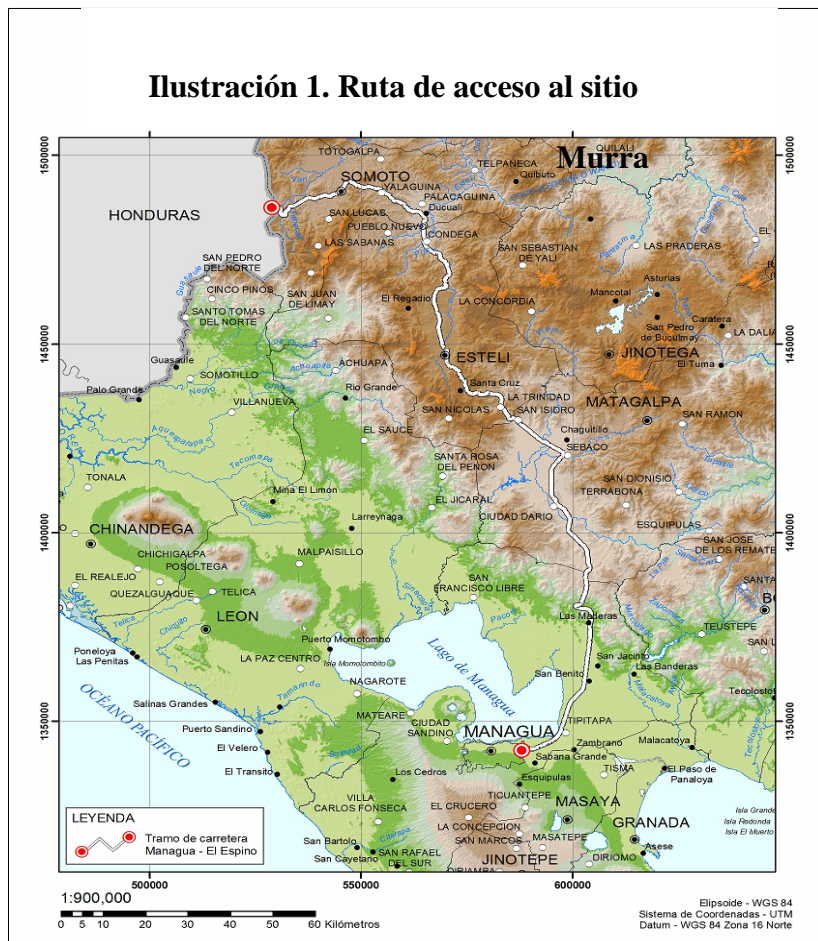 Ilustración 1. Ruta de acceso al sitio
TOTOGALPA
QUILALI
Murra
TELPANECA
Quibuto
SOMOTO
YALAGUINA
PALACAGUINA
Ducuali
HONDURAS
SAN LUCAS
PUEBLO NUEVO
CONDEGA
LAS SABANAS
SAN SEBASTIAN
DE YALI
LAS PRADERAS
EL
SAN PEDRO
DEL NORTE
CINCO PINOS
SANTO TOMAS
DEL NORTE
SAN JUAN
DE LIMAY
El Regadio
LA CONCORDIA
Mancotal
Asturias
San Pedro
de Buculmay
Caratera
LA DALIA
Guasaule
ESTELI
JINOTEGA
El Tuma
ACHUAPA
SOMOTILLO
Palo Grande
Rio Grande
Santa Cruz
LA TRINIDAD
MATAGALPA
VILLANUEVA
SAN NICOLAS
SAN ISIDRO
SAN RAMON
EL SAUCE
Chaguitillo
SEBACO
SANTA ROSA
DEL PEÑON
SAN DIONISIO
TERRABONA
TONALA
Mina El Limon
EL JICARAL
CIUDAD DARIO
Larreynaga
ESQUIPULAS
CHINANDEGA
SAN JOSE
DE LOS REMATE
CHICHIGALPA
POSOLTEGA
MALPAISILLO
EL REALEJO
QUEZALGUAQUE
TELICA
SAN
FRANCISCO LIBRE
SANTA
LEON
Las Maderas
TEUSTEPE
Poneloya
Las Peñitas
Puerto Momotombo
LA PAZ CENTRO
Isla Momotombito
Lago de Managua
San Jacinto
Las Banderas
San Benito
Tecolostot
NAGAROTE
OCÉANO PACÍFICO
Salinas Grandes
MATEARE
CIUDAD
SANDINO
MANAGUA
TIPITAPA
Puerto Sandino
Zambrano
Malacatoya
El Velero
Sabana Grande
El Transito
Los Cedros
Esquipulas
TISMA
El Paso de
Panaloya
TICUANTEPE
VILLA
CARLOS FONSECA
EL CRUCERO
MASAYA
Isla Grande
Isla Redonda
Isla El Muerto
LA CONCEPCION
SAN MARCOS
MASATEPE
GRANADA
San Bartolo
San Cayetano
SAN RAFAEL
DEL SUR
JINOTEPE
DIRIOMO
Asese
DIRIAMBA
LEYENDA
Tramo de carretera
Managua - El Espino
500000
550000
600000
1500000
1450000
1400000
1350000
1:900,000
0 5 10 20 30 40 50 60 Kilómetros
Elipsoide - WGS 84
Sistema de Coordenadas - UTM
Datum - WGS 84 Zona 16 Norte